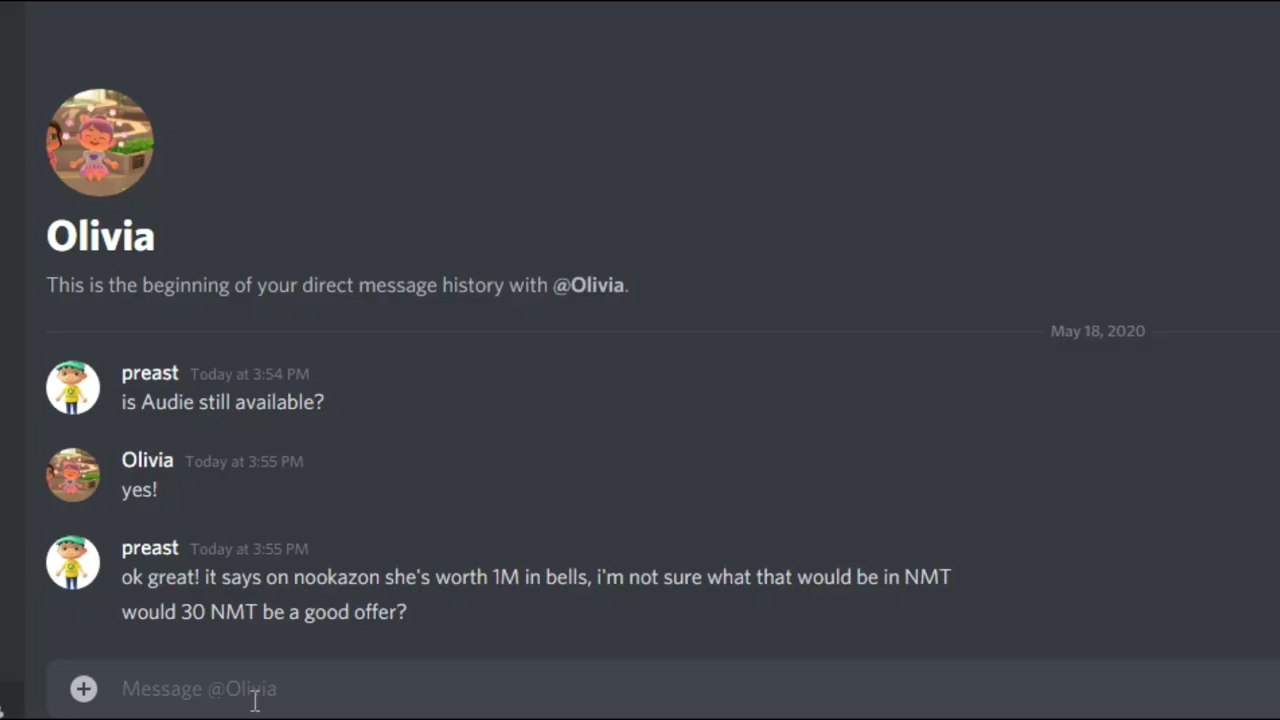 Olivia
This is the beginning of your direct message history with @Olivia.
May 18, 2020
preast Today at 3:54 PM
is Audie still available?
Olivia Today at 3:55 PM
yes!
preast Today at 3:55 PM
ok great! it says on nookazon she's worth 1M in bells, i'm not sure what that would be in NMT
would 30 NMT be a good offer?
Message @Olivia